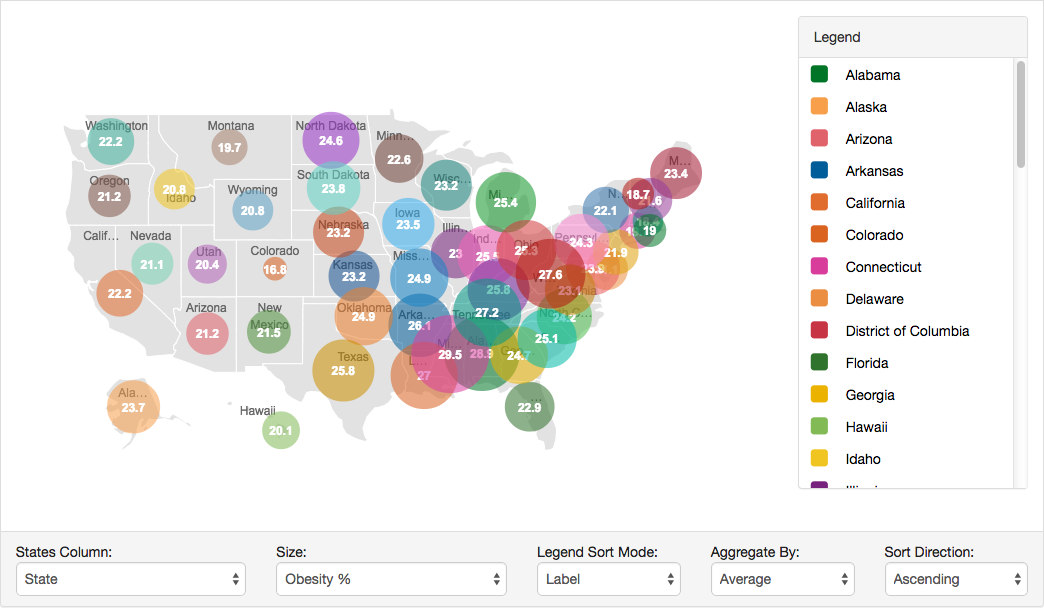 Legend
Alabama
Alaska
Arizona
Arkansas
California
Colorado
Connecticut
Delaware
District of Columbia
Florida
Georgia
Hawaii
Idaho
Washington
22.2
Montana
19.7
North Dakota
24.6
Minn...
22.6
Oregon
21.2
20.8
Idaho
Wyoming
20.8
South Dakota
23.8
Wisc...
23.2
Mi...
25.4
M...
23.4
18.7
N...
22.1
19
Calif...
22.2
Nevada
21.1
Utah
20.4
Colorado
16.8
Nebraska
23.2
Iowa
23.5
Illin...
23
Ind...
25.5
25.3
24.3
21.9
Kansas
23.2
Miss...
24.9
25.8
27.6
23.1
Arizona
21.2
New
Mexico
21.5
Oklahoma
24.9
Arka...
26.1
27.2
24.2
25.1
Texas
25.8
L...
27
29.5
Ala...
28.9
24.7
Ala...
23.7
Hawaii
20.1
...
22.9
States Column:
Size:
Legend Sort Mode:
Aggregate By:
Sort Direction:
State
Obesity %
Label
Average
Ascending